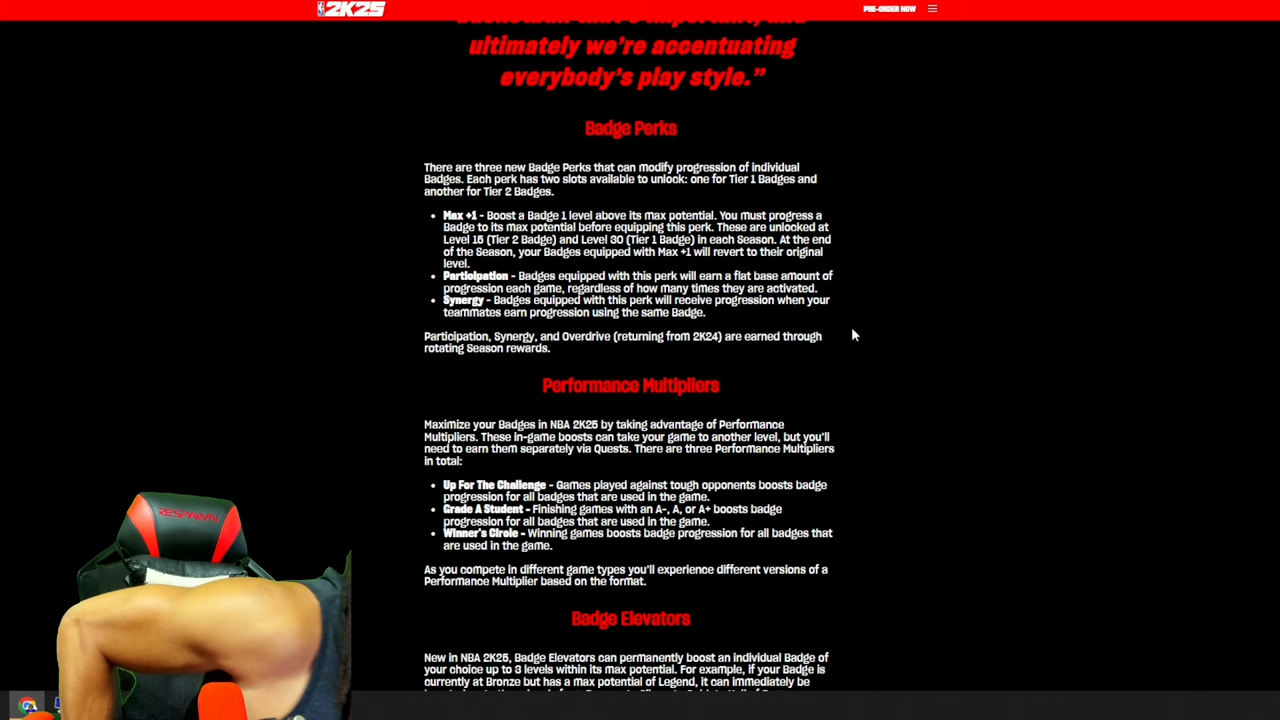 NBA 2K25
PRE-ORDER NOW
ultimately we're accentuating
everybody's play style.”
Badge Perks
There are three new Badge Perks that can modify progression of individual
Badges. Each perk has two slots available to unlock: one for Tier 1 Badges and
another for Tier 2 Badges.
• Max +1 - Boost a Badge 1 level above its max potential. You must progress a
Badge to its max potential before equipping this perk. These are unlocked at
Level 15 (Tier 2 Badge) and Level 30 (Tier 1 Badge) in each Season. At the end
of the Season, your Badges equipped with Max +1 will revert to their original
level.
• Participation - Badges equipped with this perk will earn a flat base amount of
progression each game, regardless of how many times they are activated.
• Synergy - Badges equipped with this perk will receive progression when your
teammates earn progression using the same Badge.
Participation, Synergy, and Overdrive (returning from 2K24) are earned through
rotating Season rewards.
Performance Multipliers
Maximize your Badges in NBA 2K25 by taking advantage of Performance
Multipliers. These in-game boosts can take your game to another level, but you'll
need to earn them separately via Quests. There are three Performance Multipliers
in total:
• Up For The Challenge - Games played against tough opponents boosts badge
progression for all badges that are used in the game.
• Grade A Student - Finishing games with an A-, A, or A+ boosts badge
progression for all badges that are used in the game.
• Winner's Circle - Winning games boosts badge progression for all badges that
are used in the game.
As you compete in different game types you'll experience different versions of a
Performance Multiplier based on the format.
Badge Elevators
New in NBA 2K25, Badge Elevators can permanently boost an individual Badge of
your choice up to 3 levels within its max potential. For example, if your Badge is
currently at Bronze but has a max potential of Legend, it can immediately be
RESPAWN